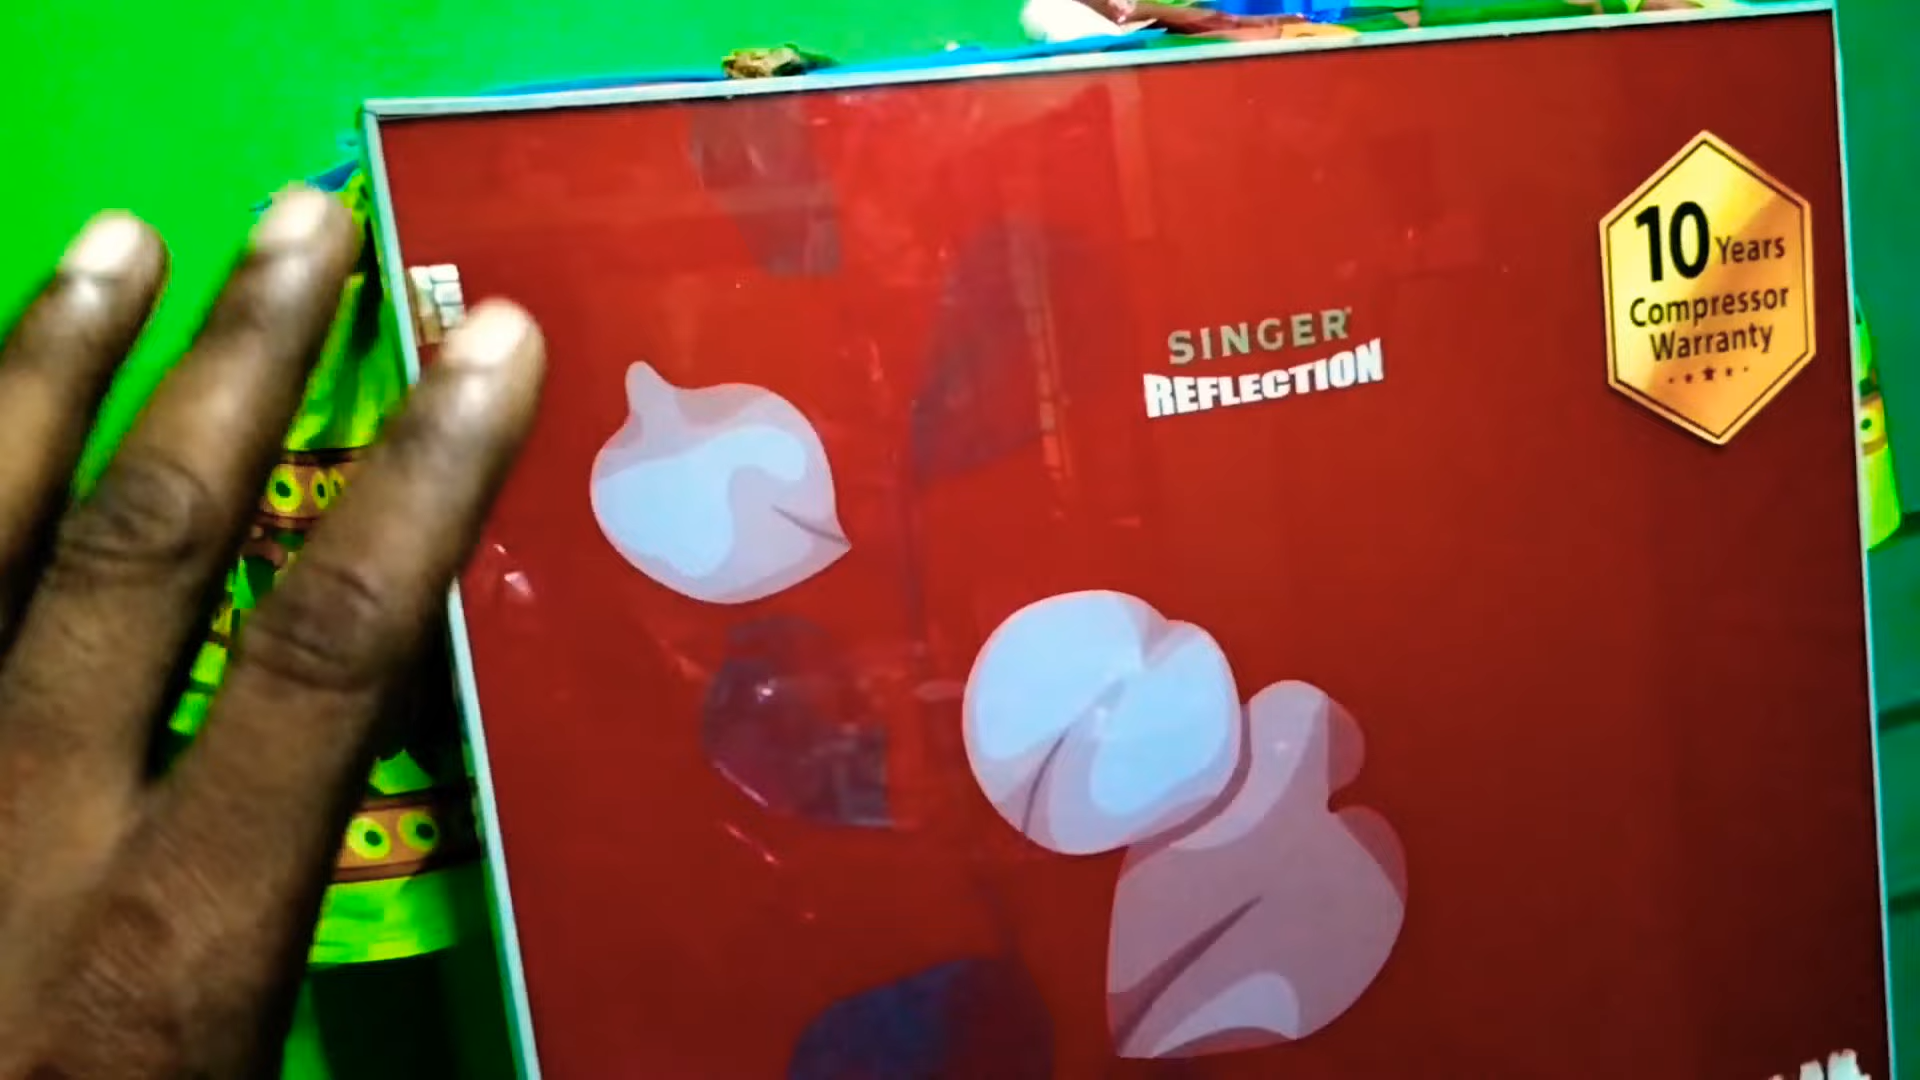 SINGER
REFLECTION
10 Years
Compressor
Warranty